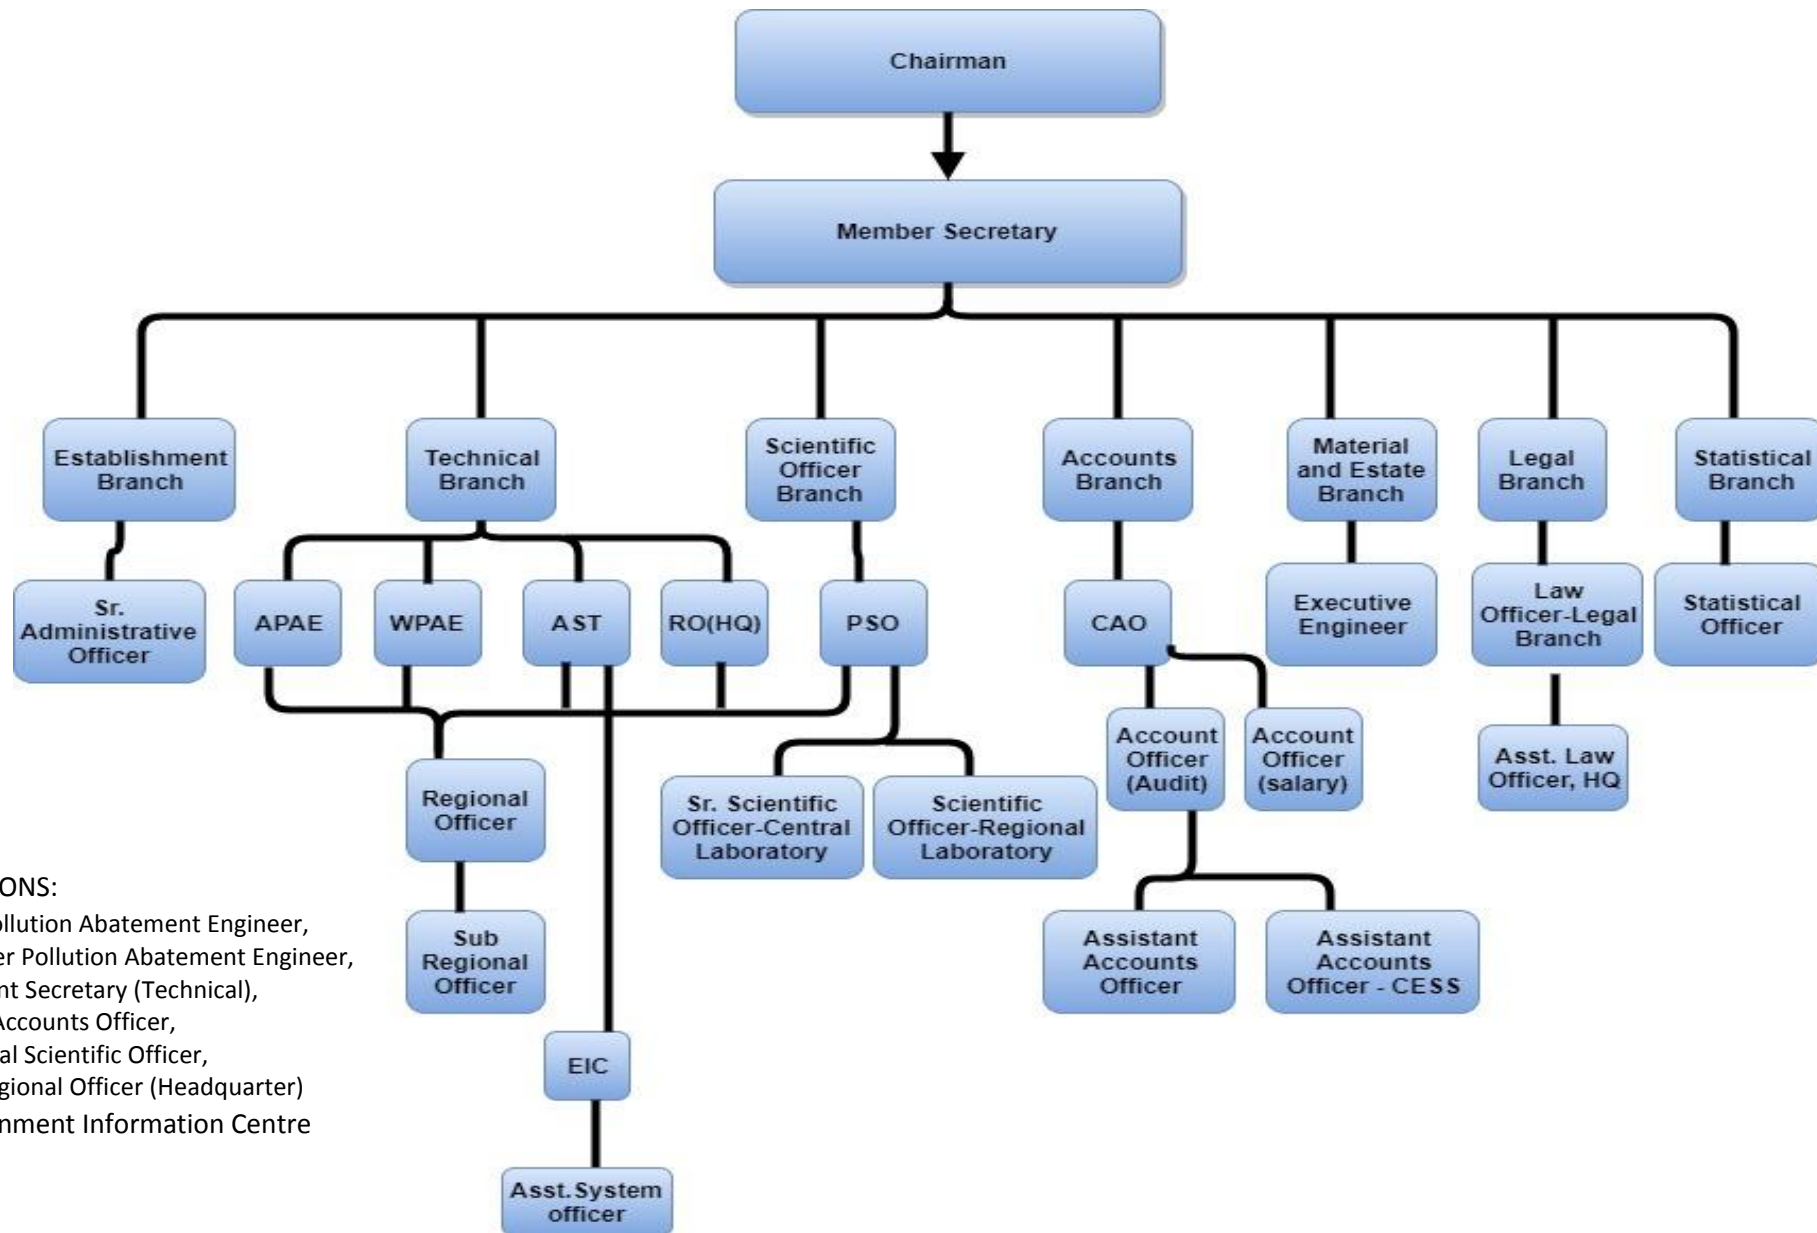 Chairman
Member Secretary
Establishment
Branch
Technical
Branch
Scientific
Officer
Branch
Accounts
Branch
Material
and Estate
Branch
Legal
Branch
Statistical
Branch
Sr.
Administrative
Officer
APAE
WPAE
AST
RO(HQ)
PSO
CAO
Executive
Engineer
Law
Officer-Legal
Branch
Statistical
Officer
Regional
Officer
Sr. Scientific
Officer-Central
Laboratory
Scientific
Officer-Regional
Laboratory
Account
Officer
(Audit)
Account
Officer
(salary)
Asst. Law
Officer, HQ
Sub
Regional
Officer
Assistant
Accounts
Officer
Assistant
Accounts
Officer - CESS
EIC
Asst.System
officer
ONS:
ollution Abatement Engineer,
er Pollution Abatement Engineer,
nt Secretary (Technical),
Accounts Officer,
al Scientific Officer,
gional Officer (Headquarter)
nment Information Centre